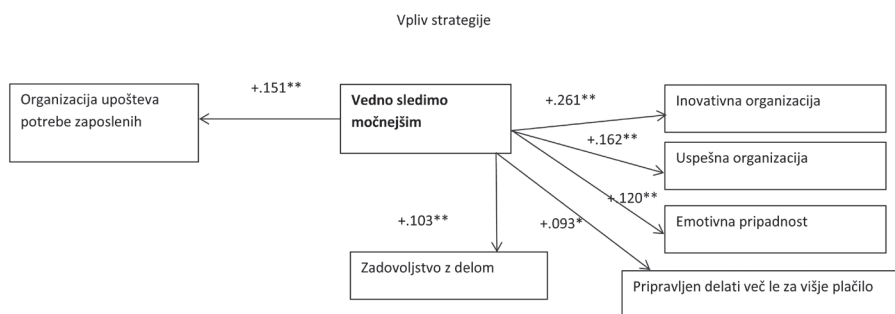 Vpliv strategije
Organizacija upošteva
potrebe zaposlenih
+.151**
Vedno sledimo
močnejšim
+.261**
Inovativna organizacija
+.162**
Uspešna organizacija
+.120**
Emotivna pripadnost
+.103**
+.093*
Zadovoljstvo z delom
Pripravljen delati več le za višje plačilo